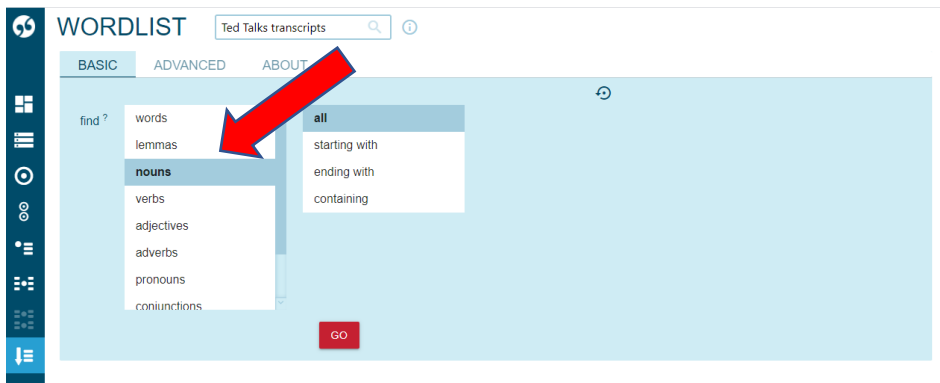 WORDLIST
Ted Talks transcripts
BASIC ADVANCED ABOUT
find ?
words
lemmas
nouns
verbs
adjectives
adverbs
pronouns
conjunctions
all
starting with
ending with
containing
GO